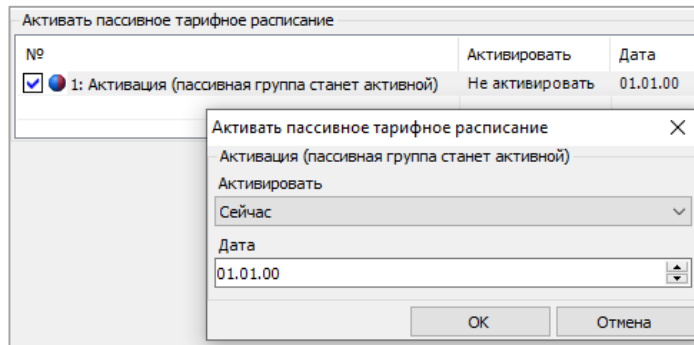 Активать пассивное тарифное расписание
№ Активировать Дата
1: Активация (пассивная группа станет активной) Не активировать 01.01.00
Активать пассивное тарифное расписание
Активация (пассивная группа станет активной)
Активировать
Сейчас
Дата
01.01.00
OK Отмена